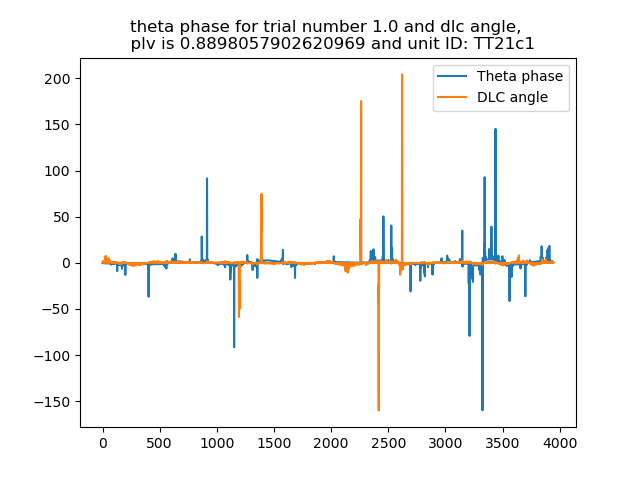 theta phase for trial number 1.0 and dlc angle,
plv is 0.8898057902620969 and unit ID: TT21c1
Theta phase
DLC angle
200
150
100
50
0
−50
−100
−150
0 500 1000 1500 2000 2500 3000 3500 4000